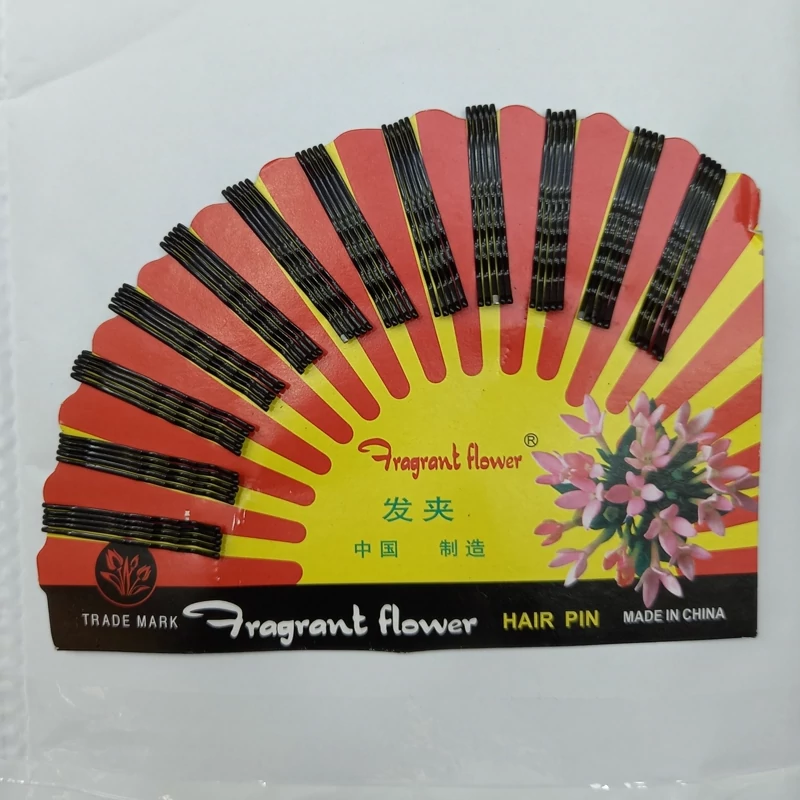 Fragrant flower®
发夹
中国 制造
TRADE MARK Fragrant flower HAIR PIN MADE IN CHINA